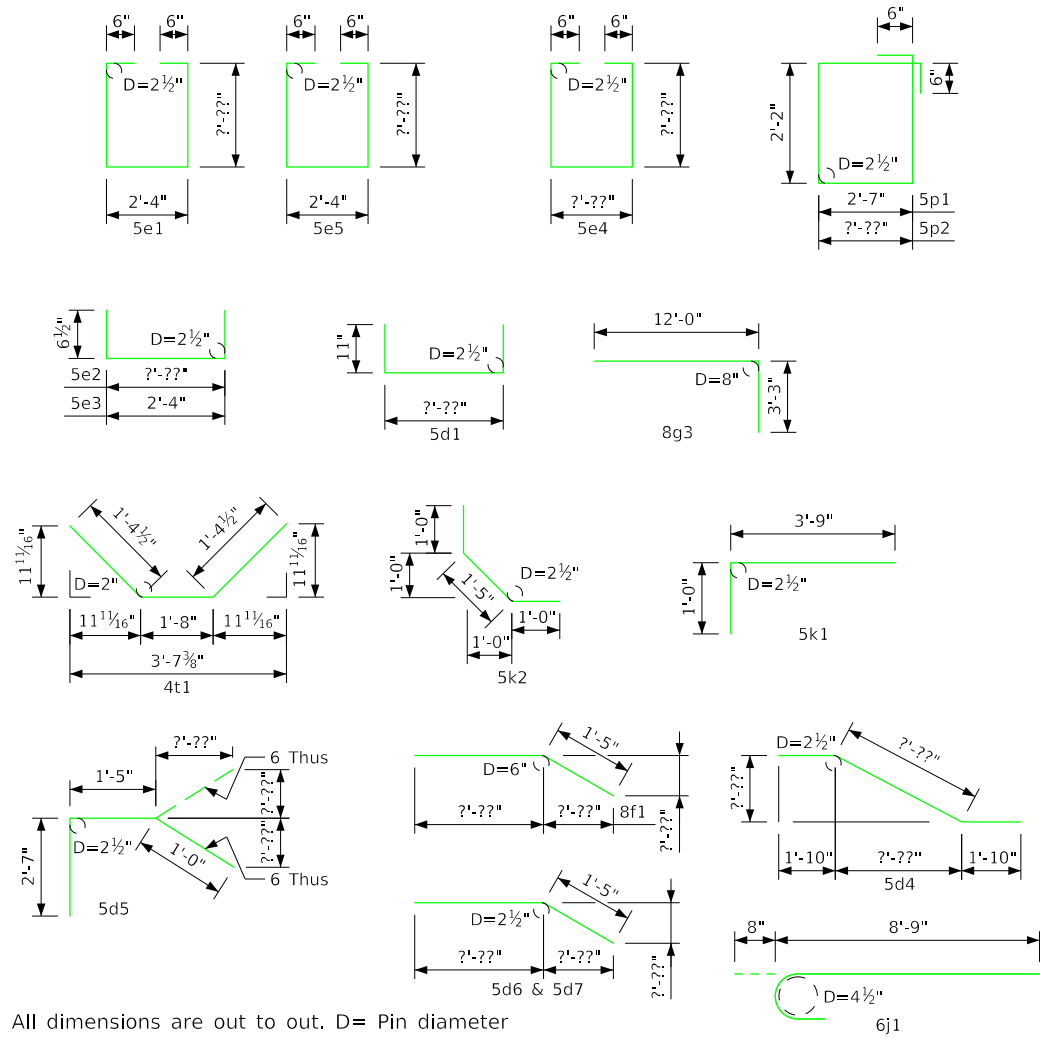 6" 6" 6" 6" 6" 6" 6"
D=2½" D=2½" D=2½" 6"
?'-??" ?'-??" ?'-??" 2'-2"
D=2½"
2'-4" 2'-4" ?'-??" 2'-7" 5p1
5e1 5e5 5e4 ?'-??" 5p2
6½" D=2½" 11" D=2½" 12'-0"
D=8" 3'-3"
5e2 ?'-??"
5e3 2'-4"
?'-??"
5d1 8g3
1'-4½" 1'-4½" 1'-0" 3'-9"
11 11/16" D=2" 11 11/16" 1'-0" 1'-5" D=2½" 1'-0" D=2½"
11 11/16" 1'-8" 11 11/16" 1'-0" 1'-0" 5k1
3'-7⅜" 5k2
4t1
?'-??" 6 Thus 1'-5" D=2½" ?'-??"
1'-5" ?'-??" D=6" ?'-??"
?'-??" ?'-??" 8f1 ?'-??"
D=2½" ?'-??" 1'-10" ?'-??" 1'-10"
2'-7" 1'-0" 6 Thus 5d4
5d5 1'-5"
D=2½" 8" 8'-9"
?'-??" ?'-??" ?'-??"
5d6 & 5d7 D=4½"
All dimensions are out to out. D= Pin diameter 6j1